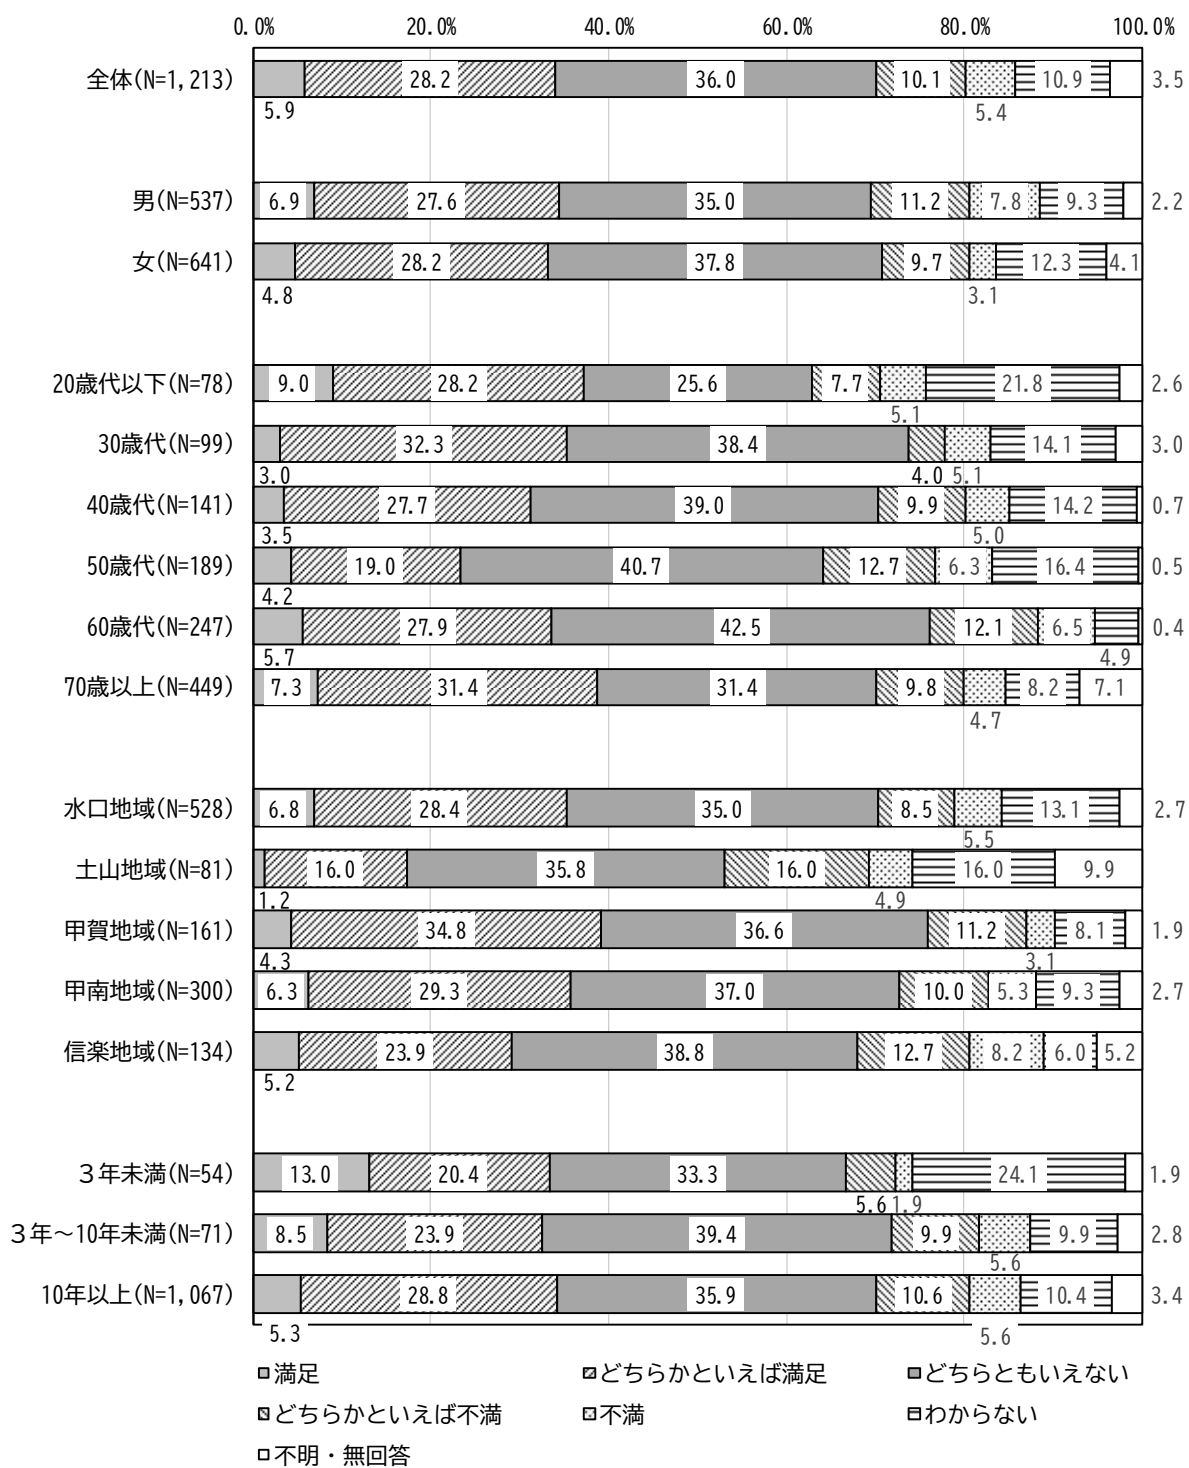 0.0% 20.0% 40.0% 60.0% 80.0% 100.0%
全体(N=1,213) 28.2 36.0 10.1 10.9 3.5
5.9 5.4
男(N=537) 6.9 27.6 35.0 11.2 7.8 9.3 2.2
女(N=641) 28.2 37.8 9.7 12.3 4.1
4.8 3.1
20歳代以下(N=78) 9.0 28.2 25.6 7.7 21.8 2.6
5.1
30歳代(N=99) 32.3 38.4 14.1 3.0
3.0 4.0 5.1
40歳代(N=141) 27.7 39.0 9.9 14.2 0.7
3.5 5.0
50歳代(N=189) 19.0 40.7 12.7 6.3 16.4 0.5
4.2
60歳代(N=247) 27.9 42.5 12.1 6.5 0.4
5.7 4.9
70歳以上(N=449) 7.3 31.4 31.4 9.8 8.2 7.1
4.7
水口地域(N=528) 6.8 28.4 35.0 8.5 13.1 2.7
5.5
土山地域(N=81) 16.0 35.8 16.0 16.0 9.9
1.2 4.9
甲賀地域(N=161) 34.8 36.6 11.2 8.1 1.9
4.3 3.1
甲南地域(N=300) 6.3 29.3 37.0 10.0 5.3 9.3 2.7
信楽地域(N=134) 23.9 38.8 12.7 8.2 6.0 5.2
5.2
３年未満(N=54) 13.0 20.4 33.3 24.1 1.9
5.6 1.9
３年～10年未満(N=71) 8.5 23.9 39.4 9.9 9.9 2.8
5.6
10年以上(N=1,067) 28.8 35.9 10.6 10.4 3.4
5.3 5.6
満足 どちらかといえば満足 どちらともいえない
どちらかといえば不満 不満 わからない
不明・無回答